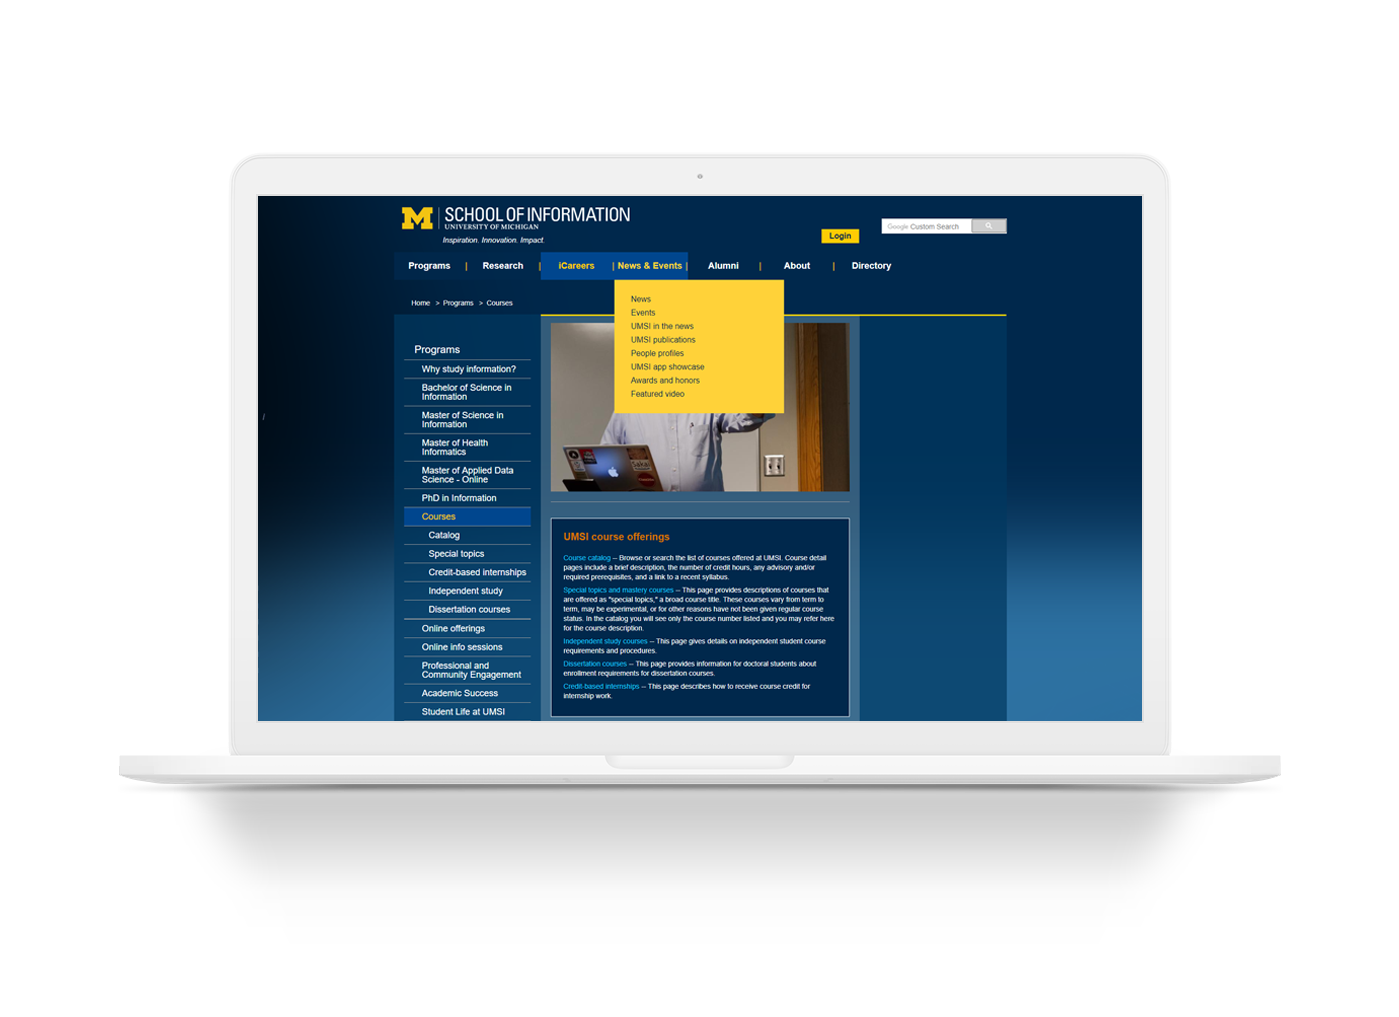 SCHOOL OF INFORMATION
UNIVERSITY OF MICHIGAN
Inspiration. Innovation. Impact.
Login
Google Custom Search
Programs | Research | iCareers | News & Events | Alumni | About | Directory
Home > Programs > Courses
News
Events
UMSI in the news
UMSI publications
People profiles
UMSI app showcase
Awards and honors
Featured video
Programs
Why study information?
Bachelor of Science in
Information
Master of Science in
Information
Master of Health
Informatics
Master of Applied Data
Science - Online
PhD in Information
Courses
Catalog
Special topics
Credit-based internships
Independent study
Dissertation courses
Online offerings
Online info sessions
Professional and
Community Engagement
Academic Success
Student Life at UMSI
Sakai
UMSI course offerings
Course catalog -- Browse or search the list of courses offered at UMSI. Course detail
pages include a brief description, the number of credit hours, any advisory and/or
required prerequisites, and a link to a recent syllabus.
Special topics and mastery courses -- This page provides descriptions of courses that
are offered as "special topics," a broad course title. These courses vary from term to
term, may be experimental, or for other reasons have not been given regular course
status. In the catalog you will see only the course number listed and you may refer here
for the course description.
Independent study courses -- This page gives details on independent student course
requirements and procedures.
Dissertation courses -- This page provides information for doctoral students about
enrollment requirements for dissertation courses.
Credit-based internships -- This page describes how to receive course credit for
internship work.